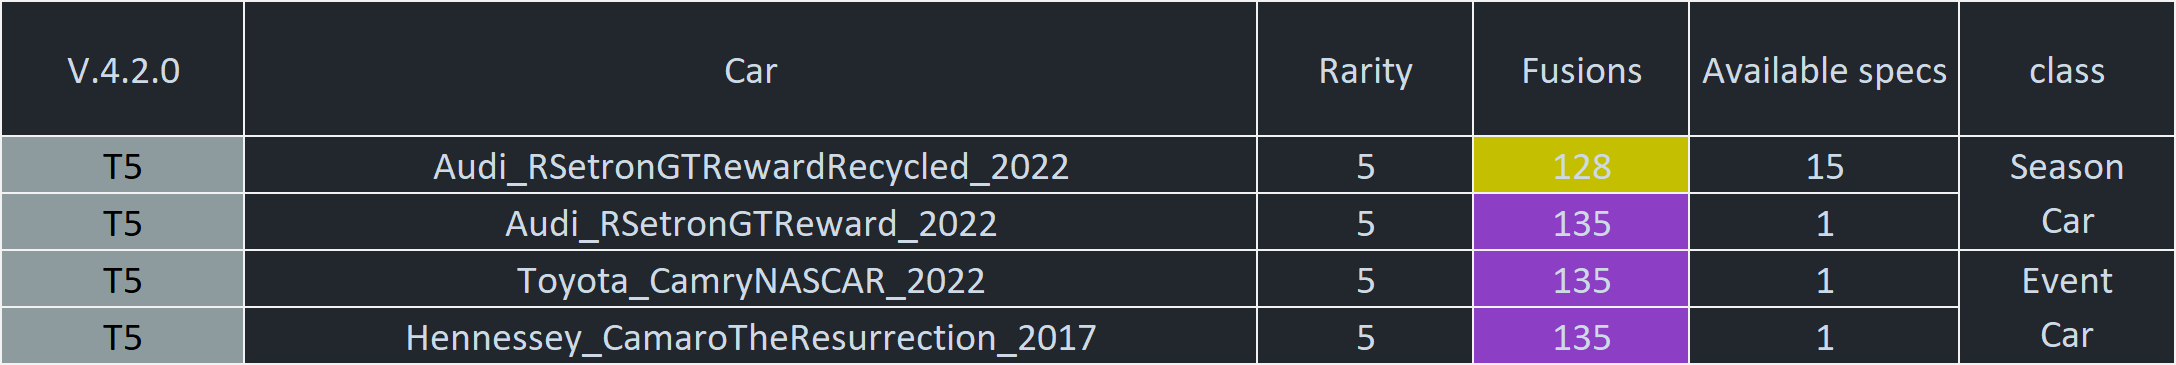 V.4.2.0 Car Rarity Fusions Available specs class
T5 Audi_RSetronGTRewardRecycled_2022 5 128 15 Season
T5 Audi_RSetronGTReward_2022 5 135 1 Car
T5 Toyota_CamryNASCAR_2022 5 135 1 Event
T5 Hennessey_CamaroTheResurrection_2017 5 135 1 Car